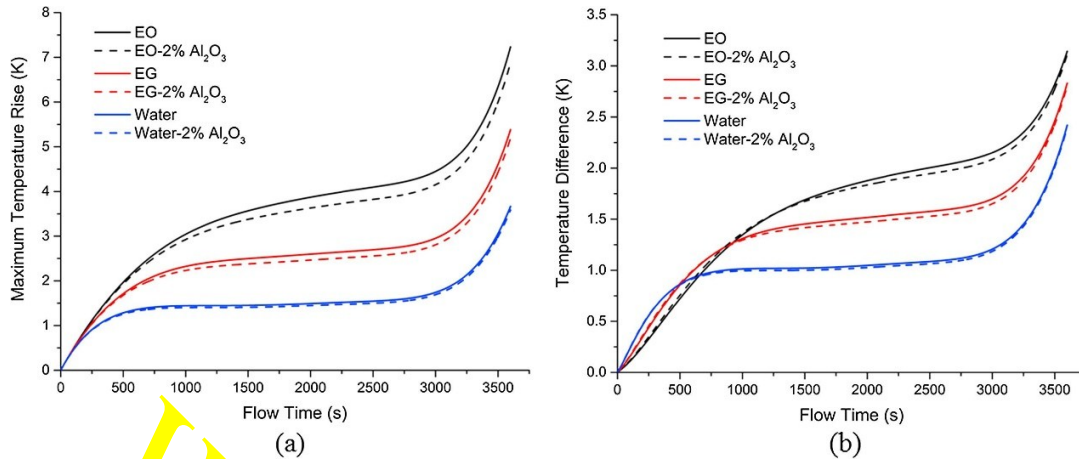 EO
EO-2% Al₂O₃
EG
EG-2% Al₂O₃
Water
Water-2% Al₂O₃
Maximum Temperature Rise (K)
8
7
6
5
4
3
2
1
0
0 500 1000 1500 2000 2500 3000 3500
Flow Time (s)
(a)
EO
EO-2% Al₂O₃
EG
EG-2% Al₂O₃
Water
Water-2% Al₂O₃
Temperature Difference (K)
3.5
3.0
2.5
2.0
1.5
1.0
0.5
0.0
0 500 1000 1500 2000 2500 3000 3500
Flow Time (s)
(b)